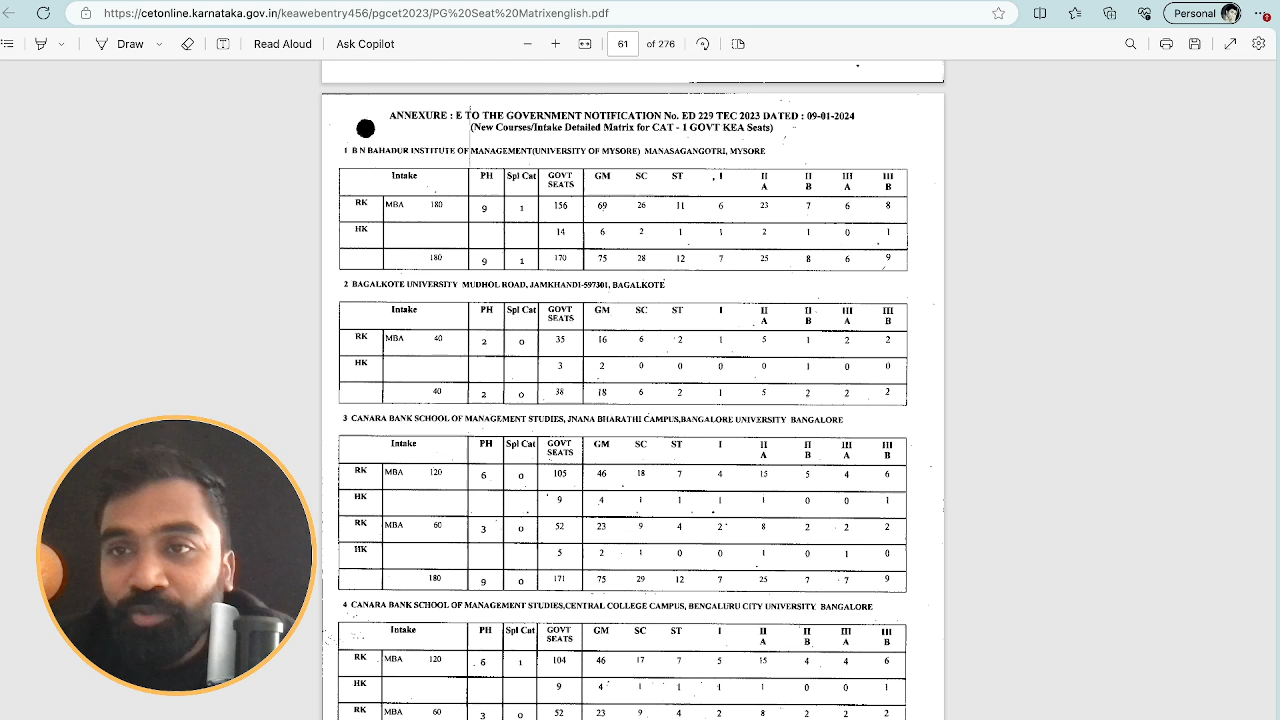 https://cetonline.karnataka.gov.in/keawebentry456/pgcet2023/PG%20Seat%20Matrixenglish.pdf Personal
Draw Read Aloud Ask Copilot 61 of 276
ANNEXURE : E TO THE GOVERNMENT NOTIFICATION No. ED 229 TEC 2023 DATED : 09-01-2024
(New Courses/Intake Detailed Matrix for CAT - 1 GOVT KEA Seats)
1 B N BAHADUR INSTITUTE OF MANAGEMENT(UNIVERSITY OF MYSORE) MANASAGANGOTRI, MYSORE
Intake PH Spl Cat GOVT SEATS GM SC ST I II A II B III A III B
RK MBA 180 9 1 156 69 26 11 6 23 7 6 8
HK 14 6 2 1 1 2 1 0 1
180 9 1 170 75 28 12 7 25 8 6 9
2 BAGALKOTE UNIVERSITY MUDHOL ROAD, JAMKHANDI-597301, BAGALKOTE
Intake PH Spl Cat GOVT SEATS GM SC ST I II A II B III A III B
RK MBA 40 2 0 35 16 6 2 1 5 1 2 2
HK 3 2 0 0 0 0 1 0 0
40 2 0 38 18 6 2 1 5 2 2 2
3 CANARA BANK SCHOOL OF MANAGEMENT STUDIES, JNANA BHARATHI CAMPUS,BANGALORE UNIVERSITY BANGALORE
Intake PH Spl Cat GOVT SEATS GM SC ST I II A II B III A III B
RK MBA 120 6 0 105 46 18 7 4 15 5 4 6
HK 9 4 1 1 1 1 0 0 1
RK MBA 60 3 0 52 23 9 4 2 8 2 2 2
HK 5 2 1 0 0 1 0 1 0
180 9 0 171 75 29 12 7 25 7 7 9
4 CANARA BANK SCHOOL OF MANAGEMENT STUDIES,CENTRAL COLLEGE CAMPUS, BENGALURU CITY UNIVERSITY BANGALORE
Intake PH Spl Cat GOVT SEATS GM SC ST I II A II B III A III B
RK MBA 120 6 1 104 46 17 7 5 15 4 4 6
HK 9 4 1 1 1 1 0 0 1
RK MBA 60 3 0 52 23 9 4 2 8 2 2 2